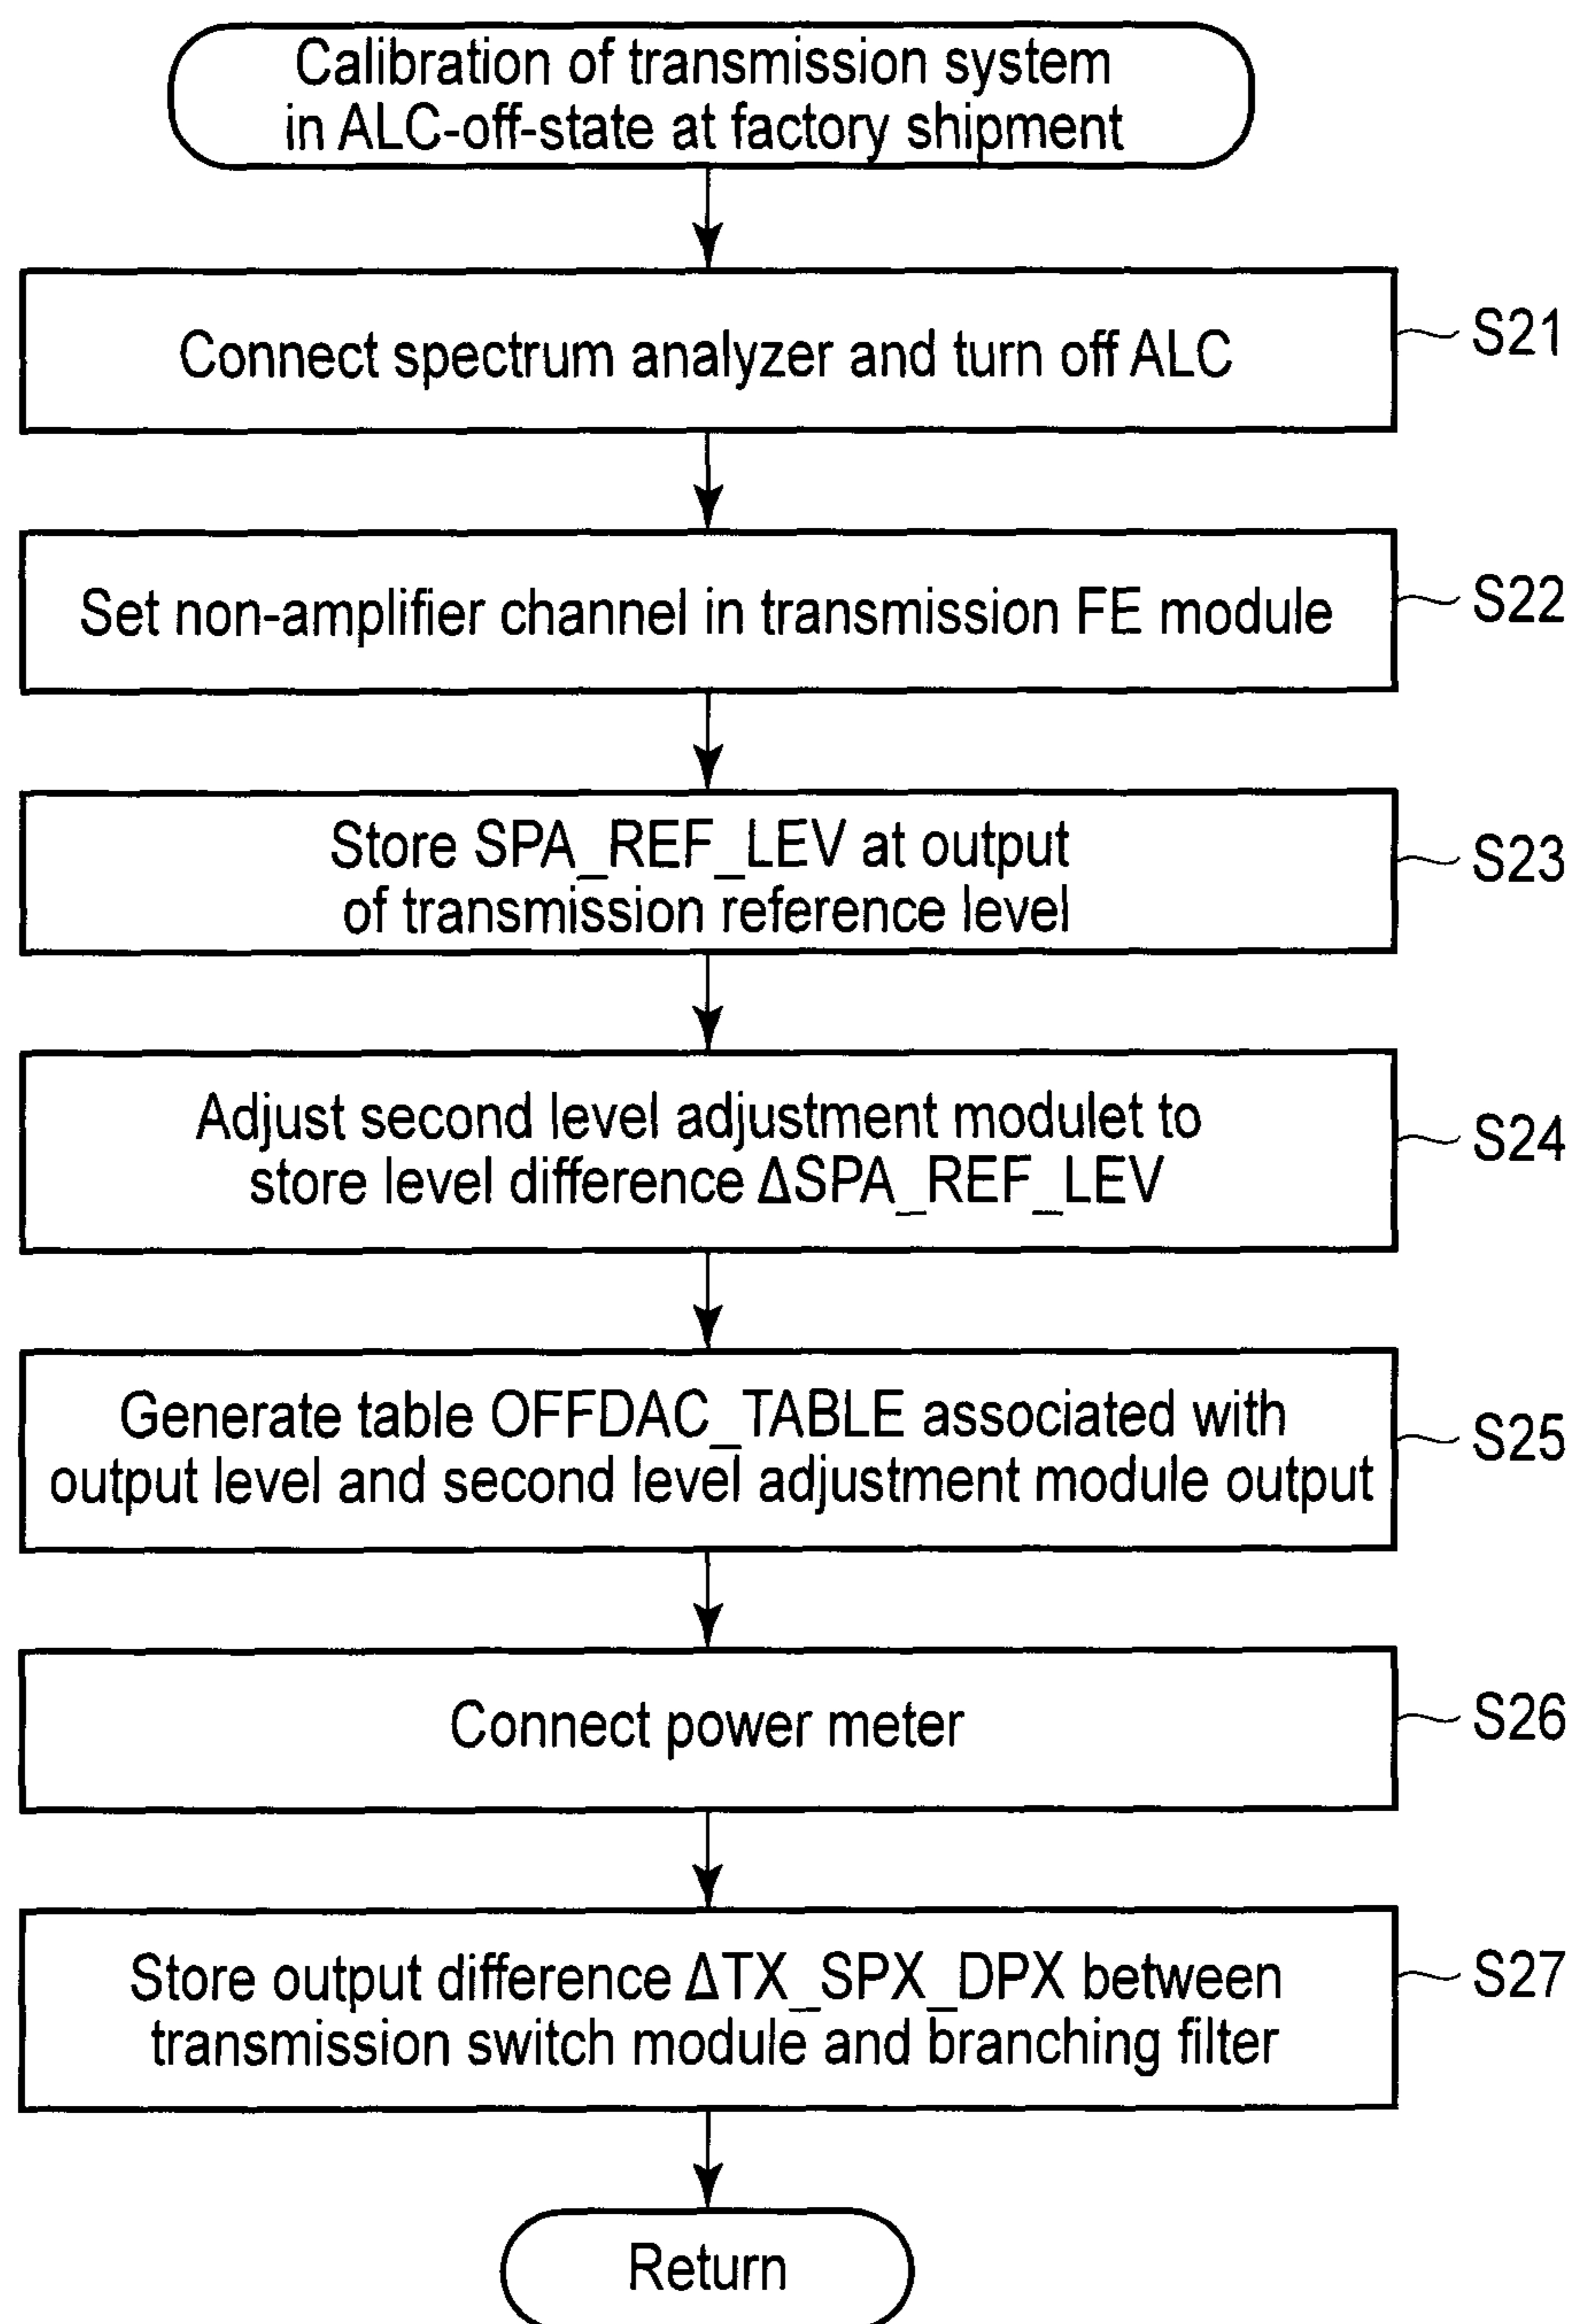 Calibration of transmission system
in ALC-off-state at factory shipment
Connect spectrum analyzer and turn off ALC
S21
Set non-amplifier channel in transmission FE module
S22
Store SPA_REF_LEV at output
of transmission reference level
S23
Adjust second level adjustment modulet to
store level difference ΔSPA_REF_LEV
S24
Generate table OFFDAC_TABLE associated with
output level and second level adjustment module output
S25
Connect power meter
S26
Store output difference ΔTX_SPX_DPX between
transmission switch module and branching filter
S27
Return